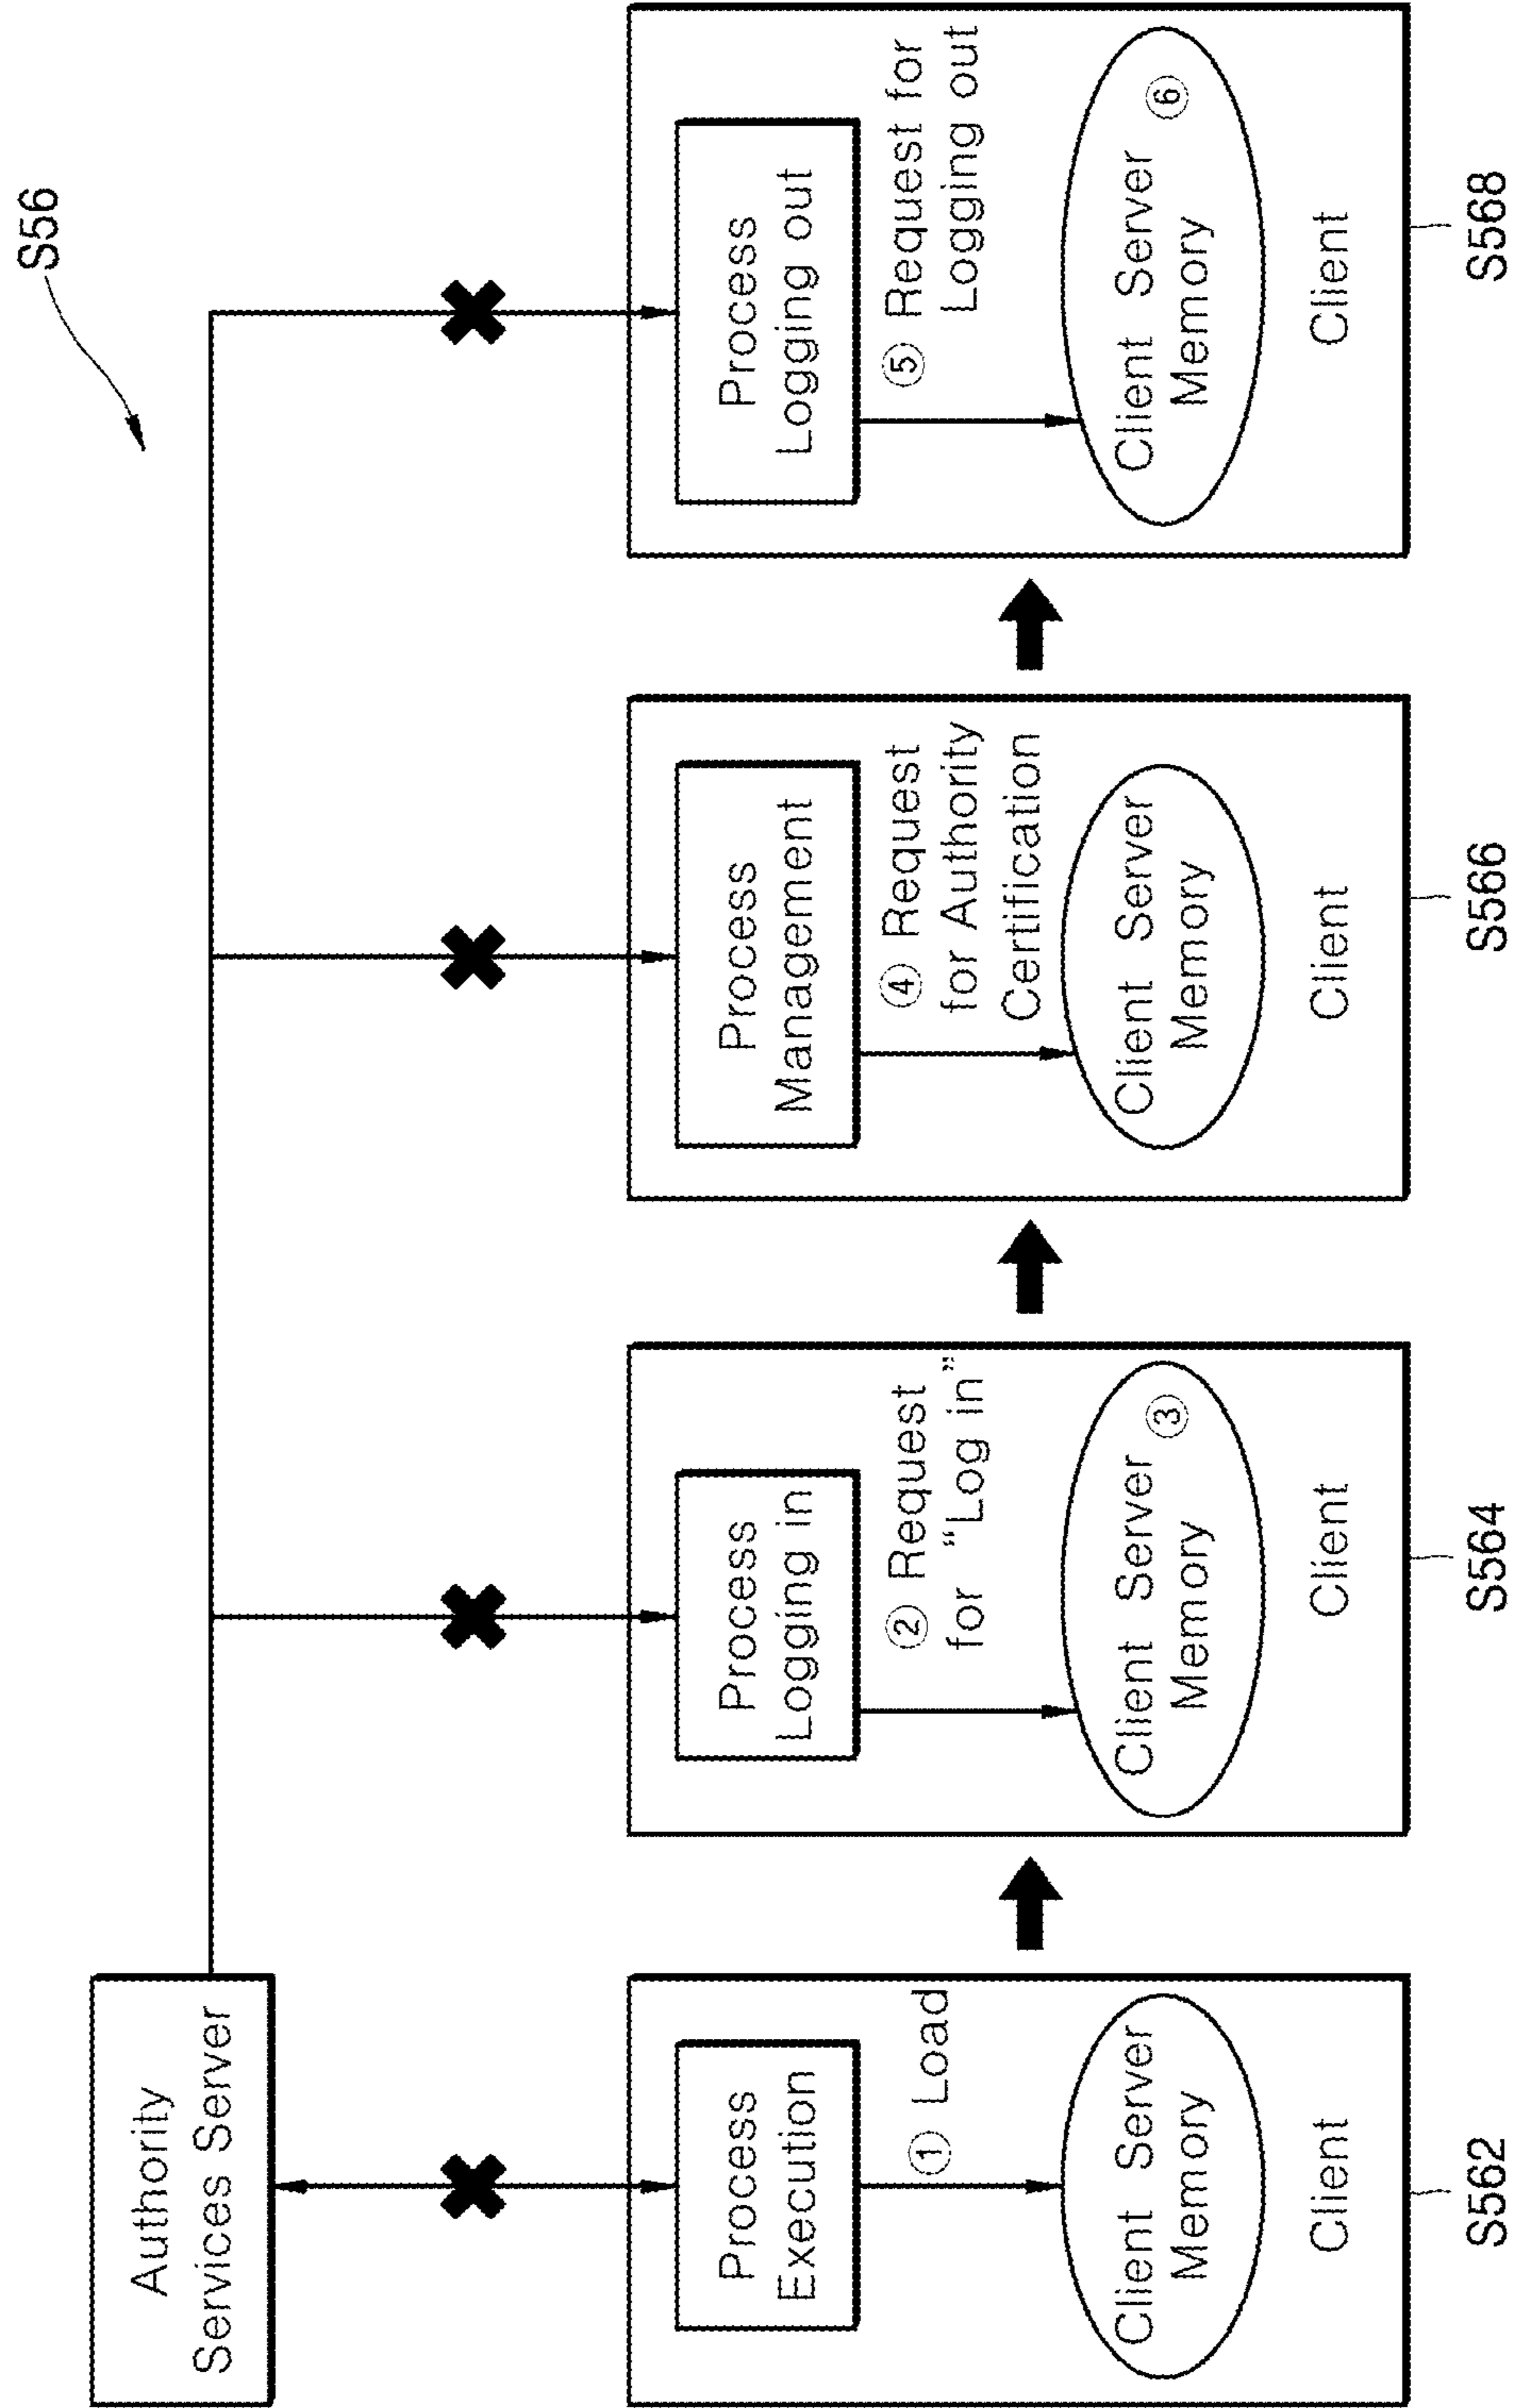 S56
Authority
Services Server
Process
Execution
① Load
Client Server
Memory
Client
S562
Process
Logging in
② Request
for "Log in"
Client Server ③
Memory
Client
S564
Process
Management
④ Request
for Authority
Certification
Client Server
Memory
Client
S566
Process
Logging out
⑤ Request for
Logging out
Client Server ⑥
Memory
Client
S568